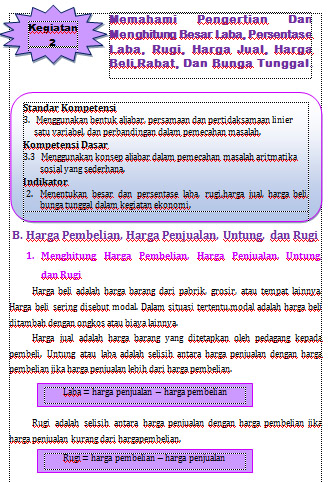 Kegiatan
2
Memahami Pengertian Dan
Menghitung Besar Laba, Persentase
Laba, Rugi, Harga Jual, Harga
Beli,Rabat, Dan Bunga Tunggal
Standar Kompetensi
3. Menggunakan bentuk aljabar, persamaan dan pertidaksamaan linier
satu variabel, dan perbandingan dalam pemecahan masalah.
Kompetensi Dasar
3.3 Menggunakan konsep aljabar dalam pemecahan masalah aritmatika
sosial yang sederhana.
Indikator
2. Menentukan besar dan persentase laba, rugi,harga jual, harga beli,
bunga tunggal dalam kegiatan ekonomi.
B. Harga Pembelian, Harga Penjualan, Untung, dan Rugi
1. Menghitung Harga Pembelian, Harga Penjualan, Untung
dan Rugi
Harga beli adalah harga barang dari pabrik, grosir, atau tempat lainnya.
Harga beli sering disebut modal. Dalam situasi tertentu,modal adalah harga beli
ditambah dengan ongkos atau biaya lainnya.
Harga jual adalah harga barang yang ditetapkan oleh pedagang kepada
pembeli. Untung atau laba adalah selisih antara harga penjualan dengan harga
pembelian jika harga penjualan lebih dari harga pembelian.
Laba = harga penjualan – harga pembelian
Rugi adalah selisih antara harga penjualan dengan harga pembelian jika
harga penjualan kurang dari hargapembelian.
Rugi = harga pembelian – harga penjualan